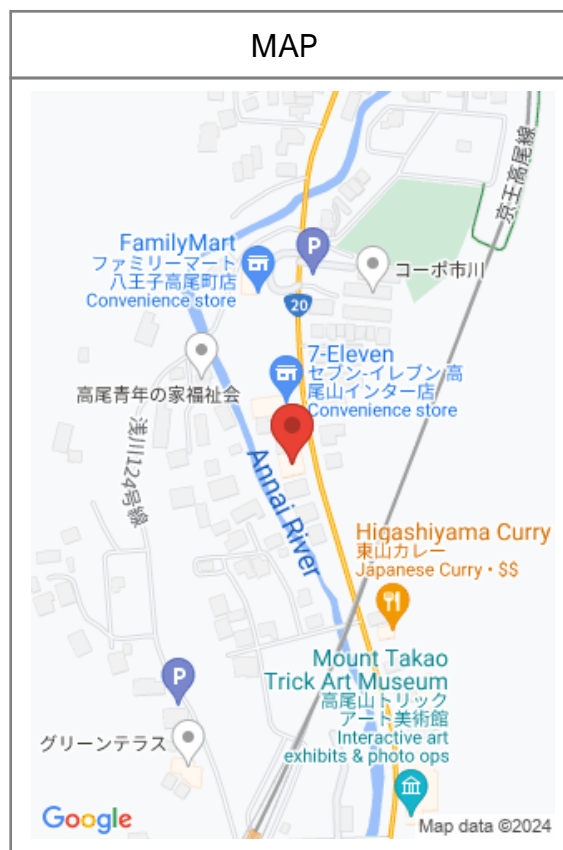 MAP
京王高尾線
FamilyMart
ファミリーマート
八王子高尾町店
Convenience store
P
コーポ市川
20
7-Eleven
セブン-イレブン 高
尾山インター店
Convenience store
高尾青年の家福祉会
浅川124号線
Annai River
Higashiyama Curry
東山カレー
Japanese Curry • $$
Mount Takao
Trick Art Museum
高尾山トリック
アート美術館
Interactive art
exhibits & photo ops
P
グリーンテラス
Google
Map data ©2024